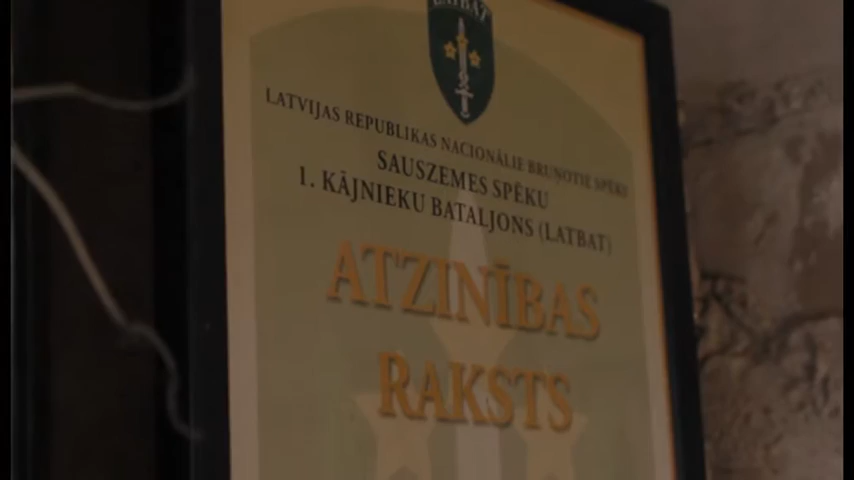 LATBAT
LATVIJAS REPUBLIKAS NACIONĀLIE BRUŅOTIE SPĒKI
SAUSZEMES SPĒKU
1. KĀJNIEKU BATALJONS (LATBAT)
ATZINĪBAS
RAKSTS